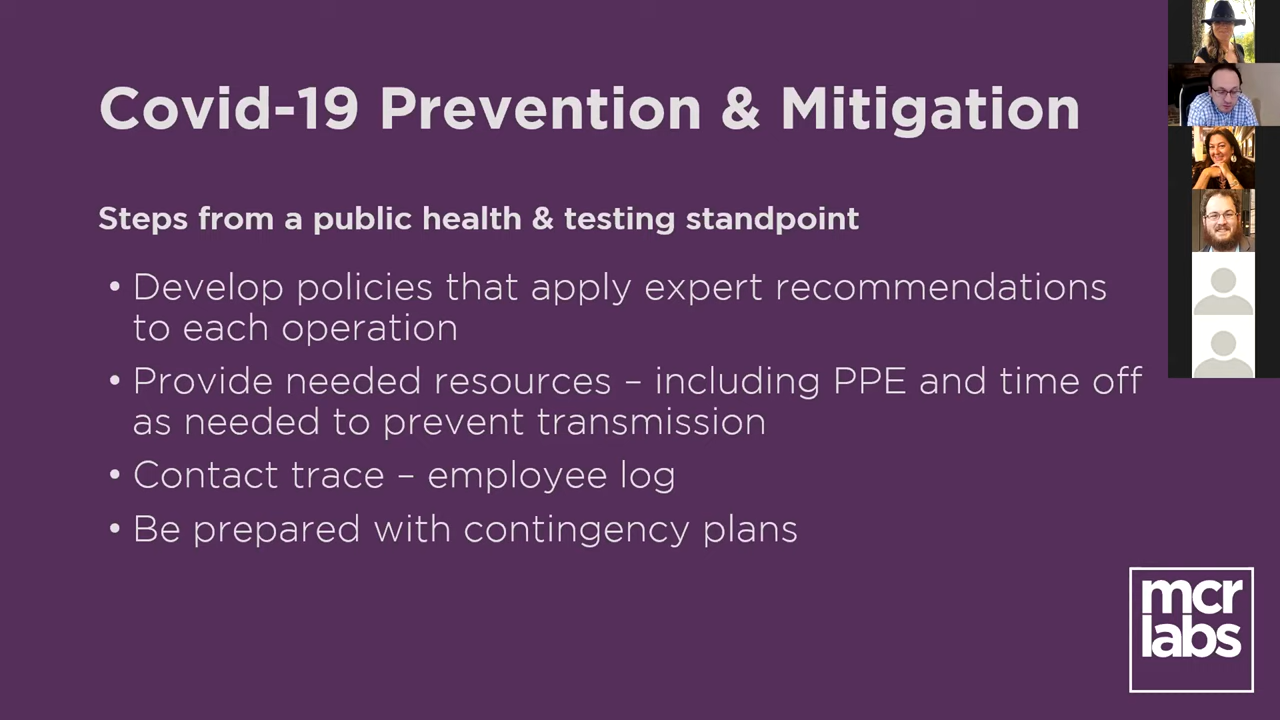 Covid-19 Prevention & Mitigation
Steps from a public health & testing standpoint
• Develop policies that apply expert recommendations
to each operation
• Provide needed resources – including PPE and time off
as needed to prevent transmission
• Contact trace – employee log
• Be prepared with contingency plans
mcr
labs